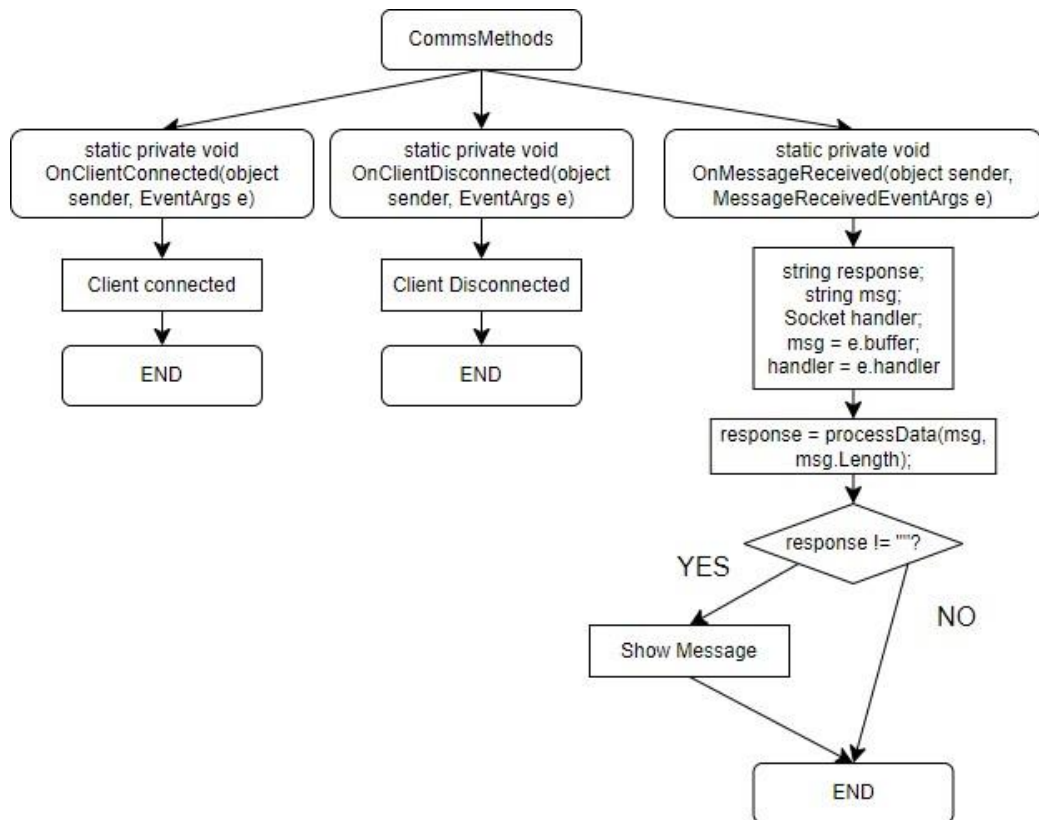 CommsMethods
static private void
OnClientConnected(object
sender, EventArgs e)
static private void
OnClientDisconnected(object
sender, EventArgs e)
static private void
OnMessageReceived(object sender,
MessageReceivedEventArgs e)
Client connected
Client Disconnected
string response;
string msg;
Socket handler;
msg = e.buffer;
handler = e.handler
END
END
response = processData(msg,
msg.Length);
response != ""?
YES
NO
Show Message
END